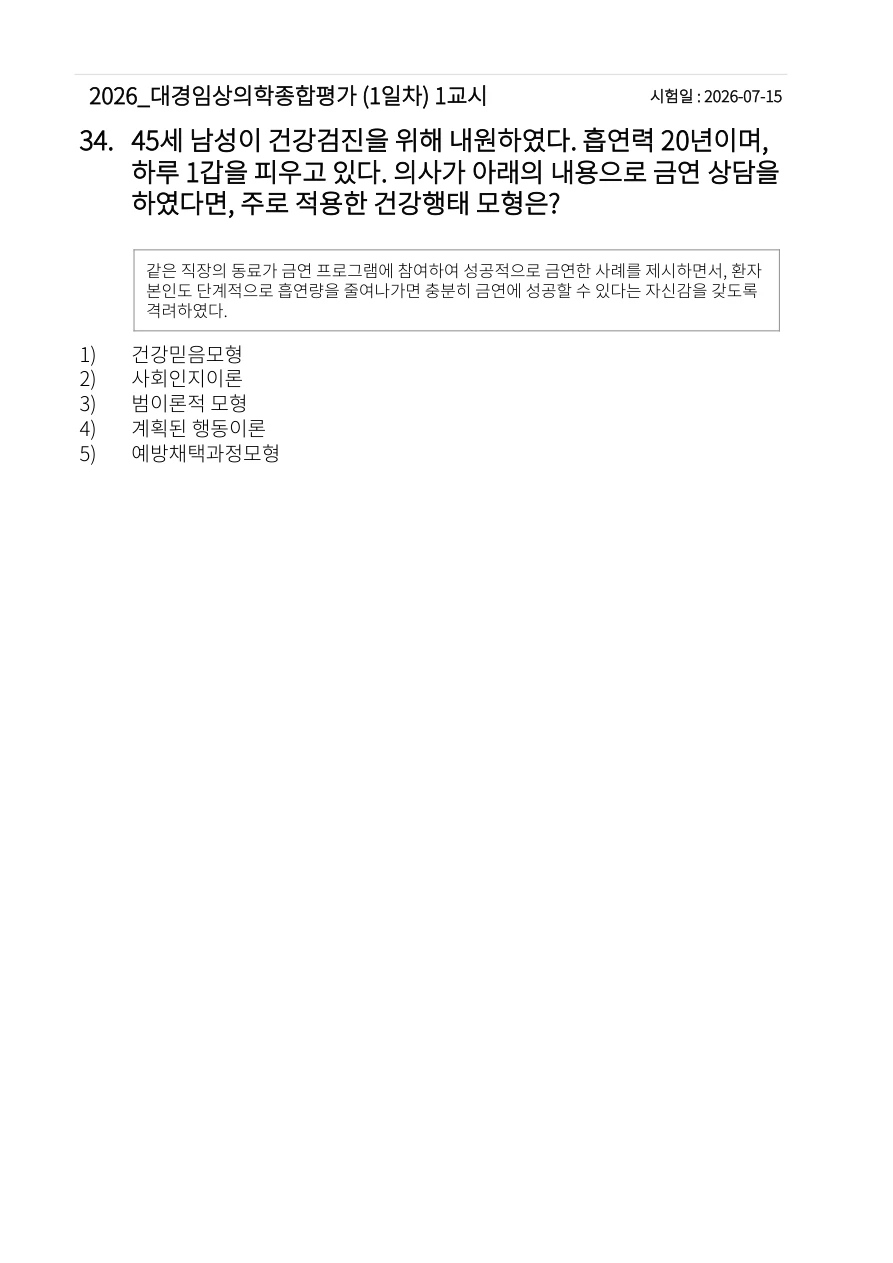 2026_대경임상의학종합평가 (1일차) 1교시 시험일 : 2026-07-15
34. 45세 남성이 건강검진을 위해 내원하였다. 흡연력 20년이며,
하루 1갑을 피우고 있다. 의사가 아래의 내용으로 금연 상담을
하였다면, 주로 적용한 건강행태 모형은?
같은 직장의 동료가 금연 프로그램에 참여하여 성공적으로 금연한 사례를 제시하면서, 환자
본인도 단계적으로 흡연량을 줄여나가면 충분히 금연에 성공할 수 있다는 자신감을 갖도록
격려하였다.
1) 건강믿음모형
2) 사회인지이론
3) 범이론적 모형
4) 계획된 행동이론
5) 예방채택과정모형